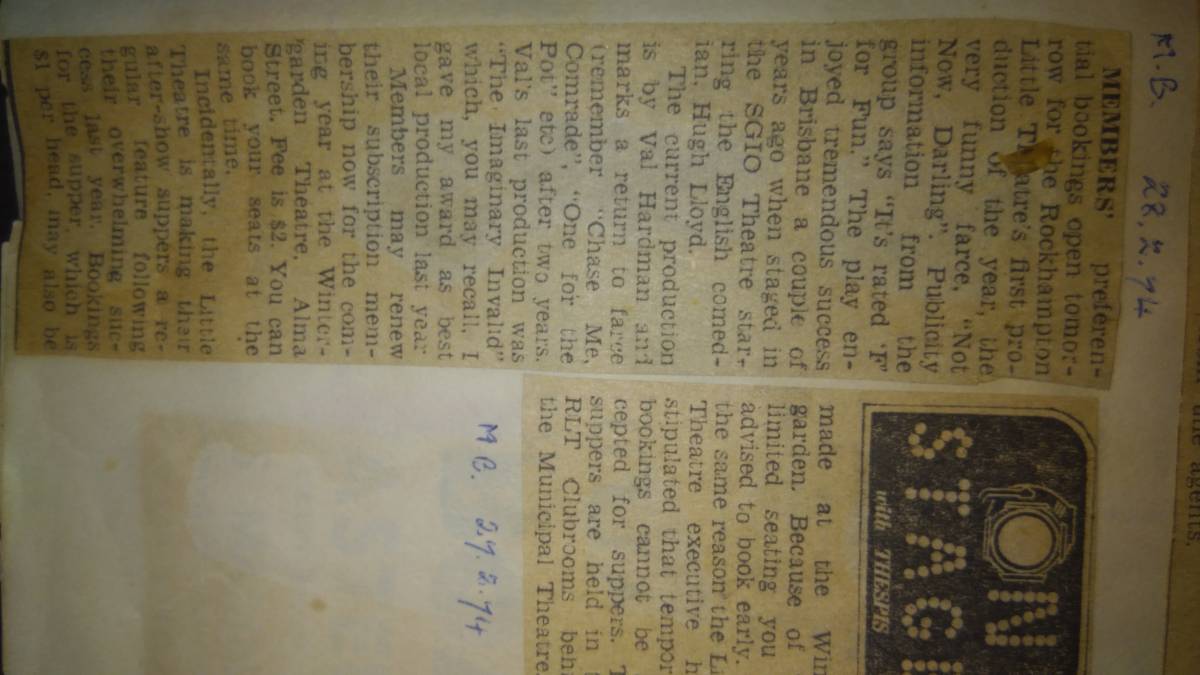 M.B. 28.2.74
MEMBERS' preferen-
tial bookings open tomor-
row for the Rockhampton
Little first pro-
duction of the year, the
very funny farce, "Not
Now, Darling". Publicity
information from the
group says "It's rated 'F'
for Fun." The play en-
joyed tremendous success
in Brisbane a couple of
years ago when staged in
the SGIO Theatre star-
ring the English comed-
ian, Hugh Lloyd.
The current production
is by Val Hardman and
marks a return to farce
(remember "Chase Me,
Comrade", "One for the
Pot" etc) after two years.
Val's last production was
"The Imaginary Invalid"
which, you may recall, I
gave my award as best
local production last year
Members may renew
their subscription mem-
bership now for the com-
ing year at the Winter-
garden Theatre, Alma
Street. Fee is $2. You can
book your seats at the
same time.
Incidentally, the Little
Theatre is making their
after-show suppers a re-
gular feature following
their overwhelming suc-
cess last year. Bookings
for the supper, which is
$1 per head, may also be
ON
STAGE
with THESPIS
made at the Win
garden. Because of
limited seating you
advised to book early.
the same reason the Li
Theatre executive h
stipulated that tempor
bookings cannot be
cepted for suppers. T
suppers are held in t
RLT Clubrooms behi
the Municipal Theatre.
2.74
agents.